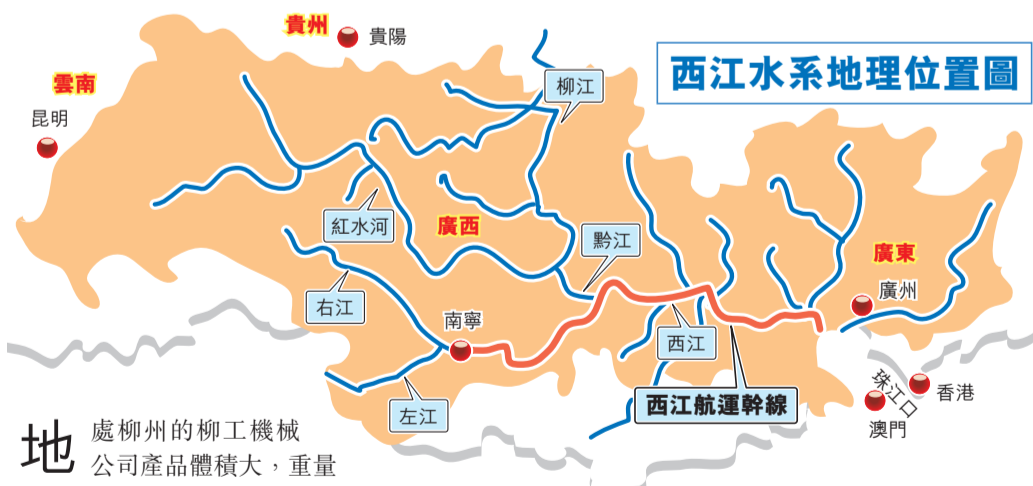 貴州
貴陽
西江水系地理位置圖
雲南
昆明
柳江
紅水河
廣西
黔江
廣東
廣州
右江
南寧
西江
左江
西江航運幹線
珠江口
香港
澳門
地
處柳州的柳工機械
公司產品體積大，重量